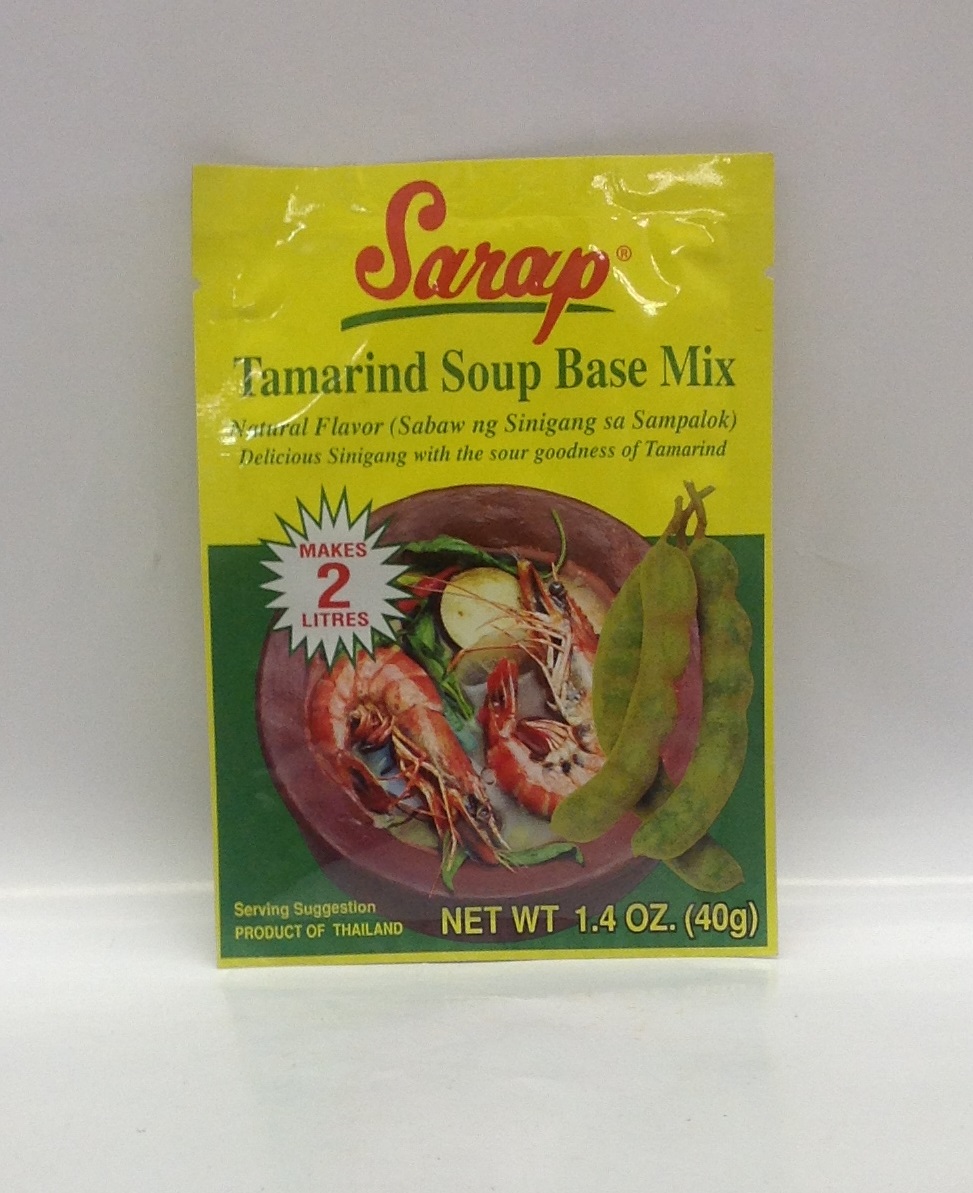 Sarap®
Tamarind Soup Base Mix
Natural Flavor (Sabaw ng Sinigang sa Sampalok)
Delicious Sinigang with the sour goodness of Tamarind
MAKES
2
LITRES
Serving Suggestion
PRODUCT OF THAILAND
NET WT 1.4 OZ. (40g)